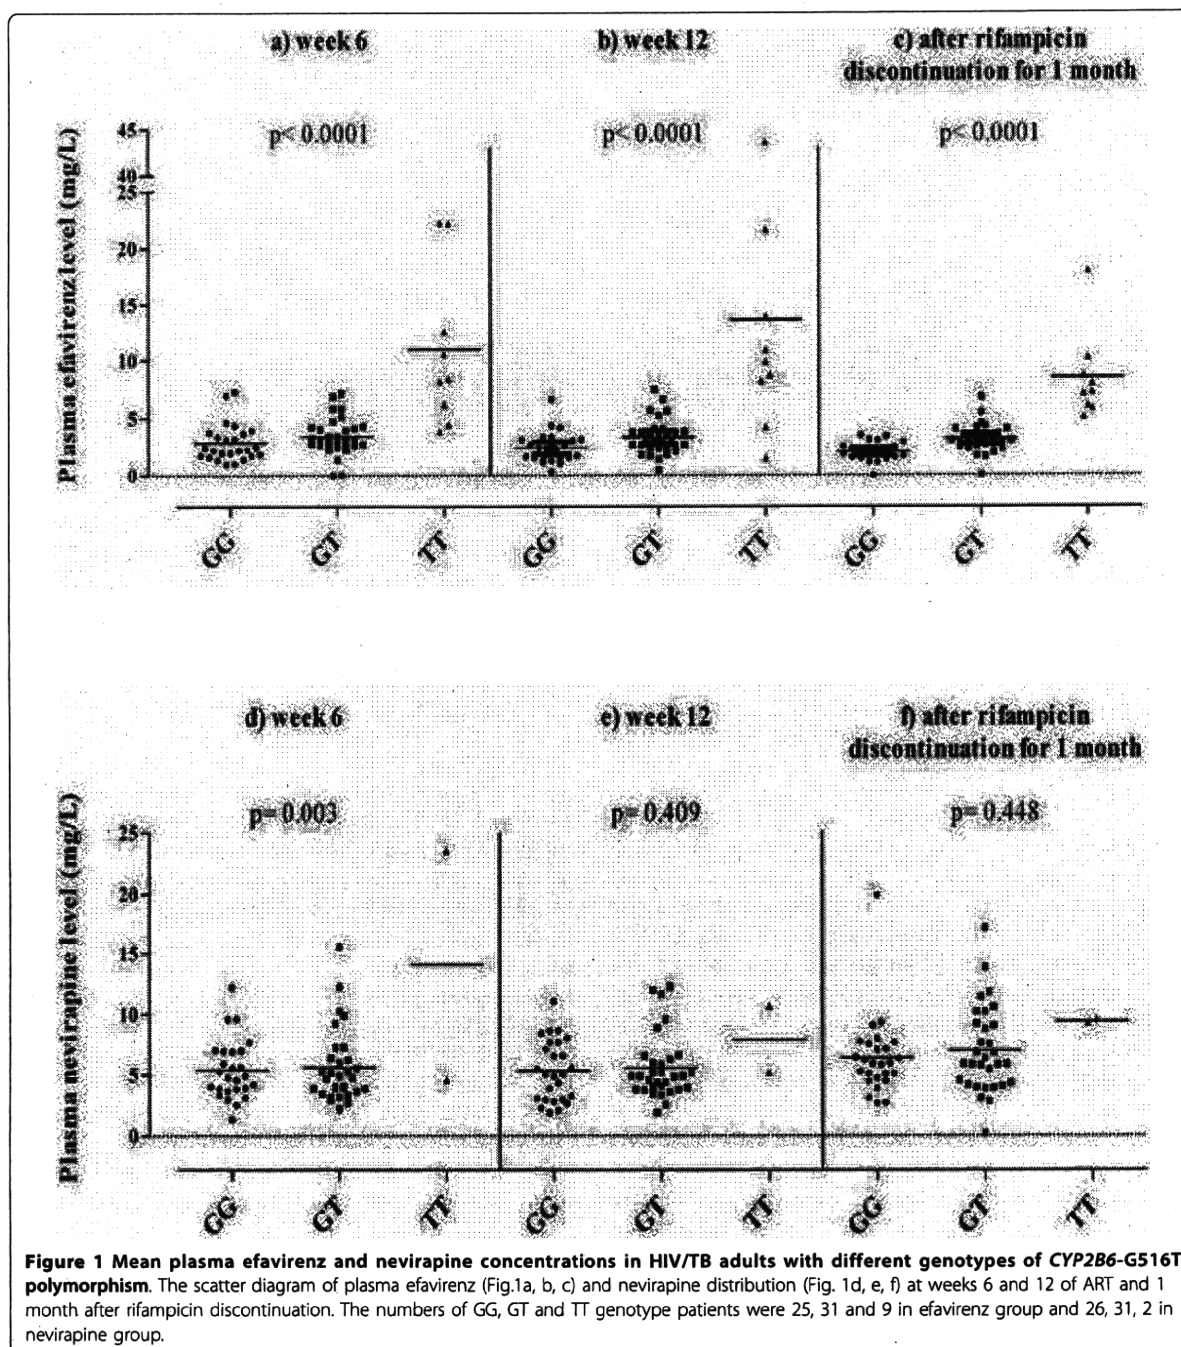 a) week 6
b) week 12
c) after rifampicin
discontinuation for 1 month
p< 0.0001
p< 0.0001
p< 0.0001
Plasma efavirenz level (mg/L)
45
40
25
20
15
10
5
0
GG
GT
TT
GG
GT
TT
GG
GT
TT
d) week 6
e) week 12
f) after rifampicin
discontinuation for 1 month
p= 0.003
p= 0.409
p= 0.448
Plasma nevirapine level (mg/L)
25
20
15
10
5
0
GG
GT
TT
GG
GT
TT
GG
GT
TT
Figure 1 Mean plasma efavirenz and nevirapine concentrations in HIV/TB adults with different genotypes of CYP2B6-G516T
polymorphism. The scatter diagram of plasma efavirenz (Fig.1a, b, c) and nevirapine distribution (Fig. 1d, e, f) at weeks 6 and 12 of ART and 1
month after rifampicin discontinuation. The numbers of GG, GT and TT genotype patients were 25, 31 and 9 in efavirenz group and 26, 31, 2 in
nevirapine group.